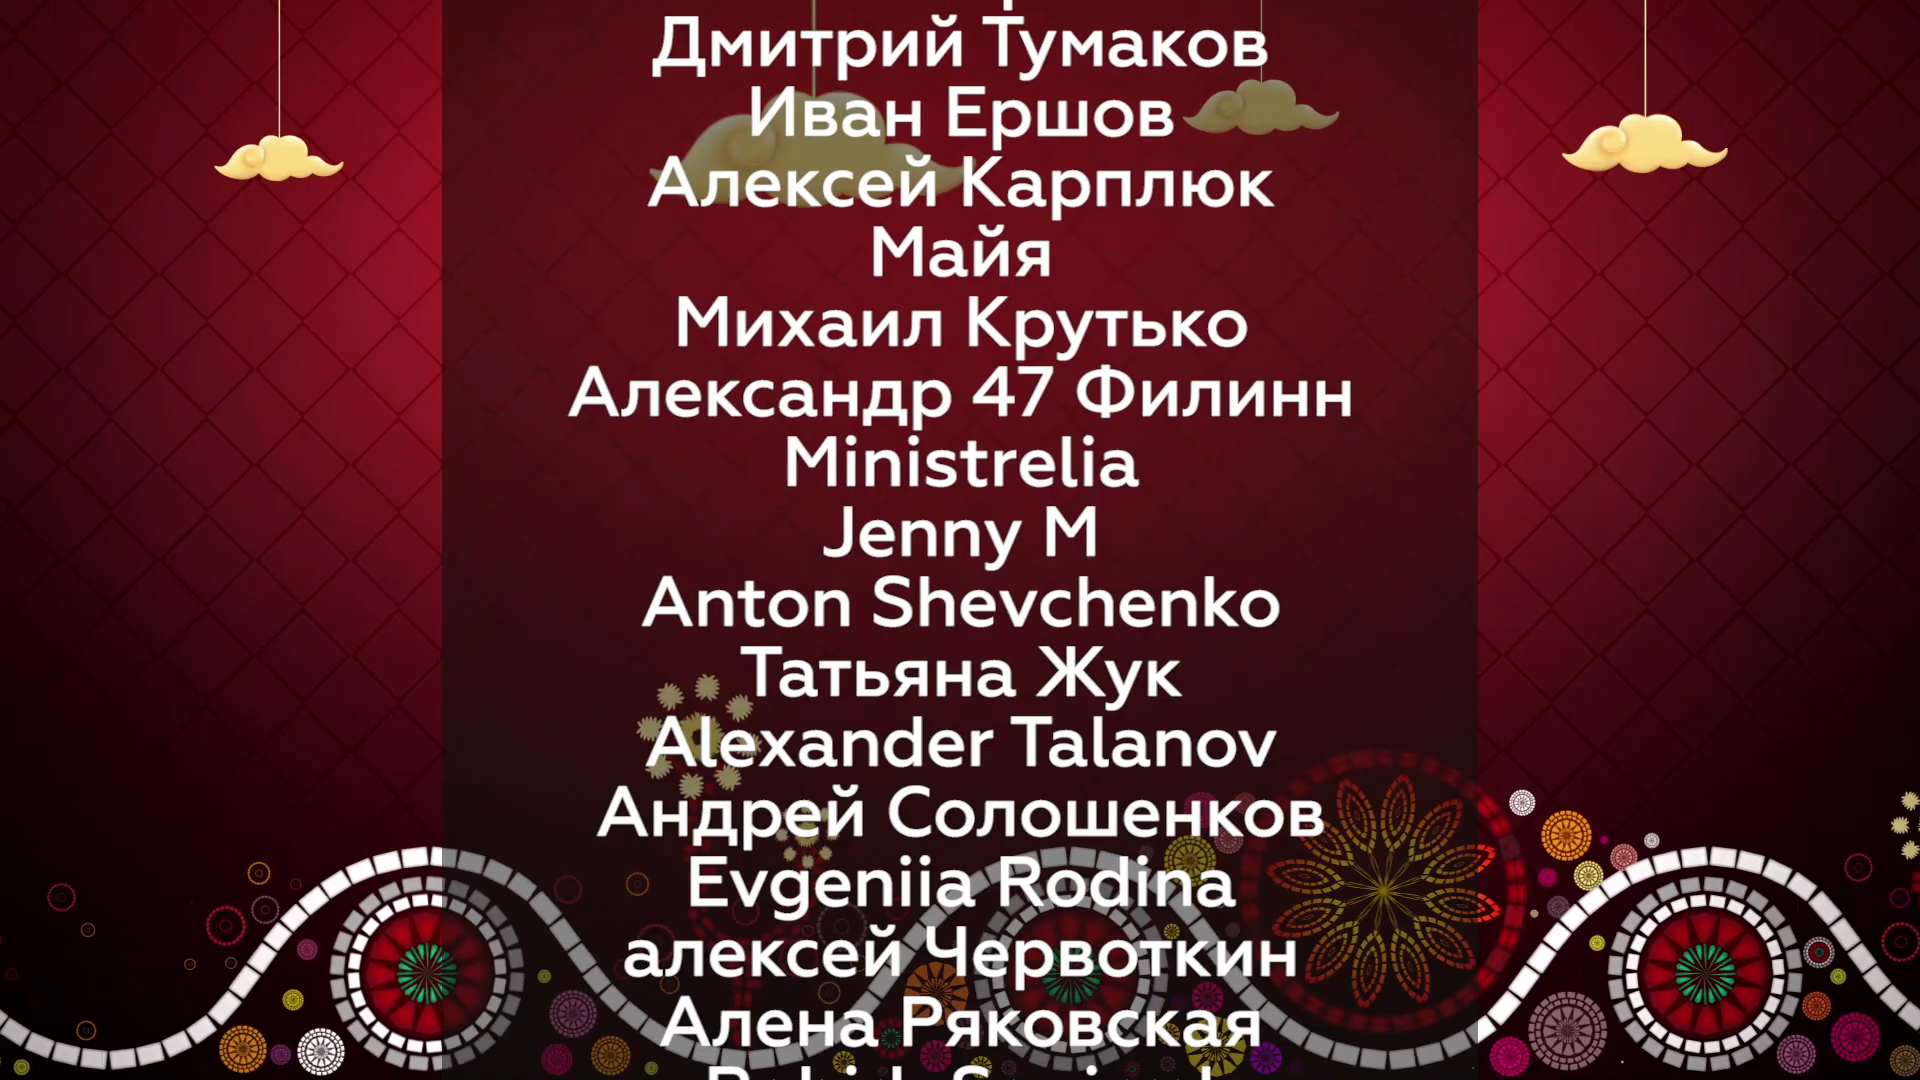 Дмитрий Тумаков
Иван Ершов
Алексей Карплюк
Майя
Михаил Крутько
Александр 47 Филинн
Ministrelia
Jenny M
Anton Shevchenko
Татьяна Жук
Alexander Talanov
Андрей Солошенков
Evgeniia Rodina
алексей Червоткин
Алена Ряковская